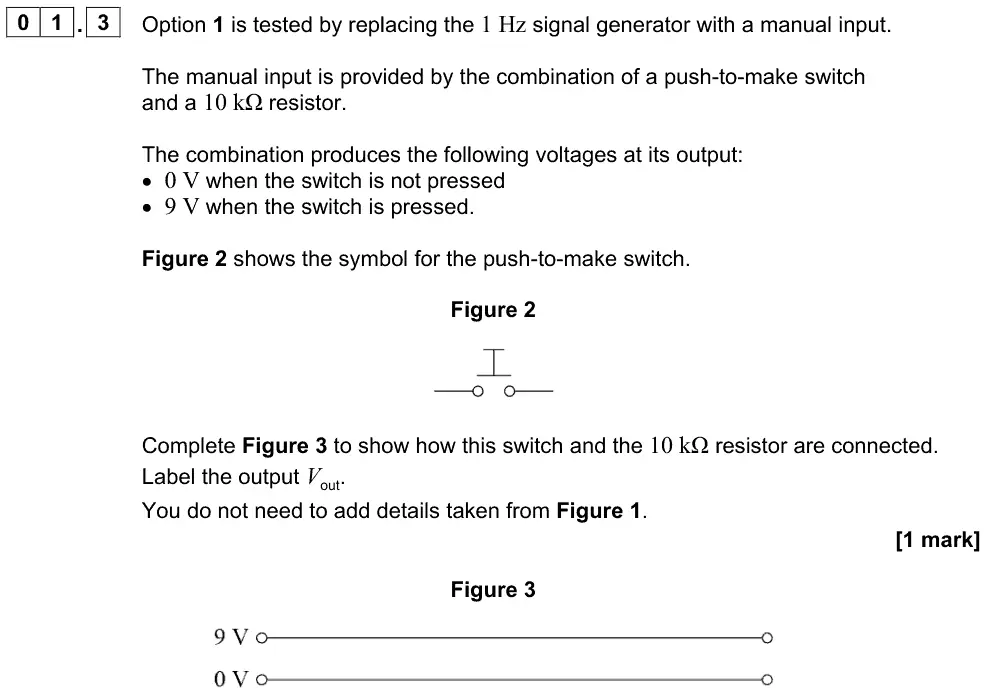 0 1 . 3 Option 1 is tested by replacing the 1 Hz signal generator with a manual input.
The manual input is provided by the combination of a push-to-make switch
and a 10 kΩ resistor.
The combination produces the following voltages at its output:
• 0 V when the switch is not pressed
• 9 V when the switch is pressed.
Figure 2 shows the symbol for the push-to-make switch.
Figure 2
Complete Figure 3 to show how this switch and the 10 kΩ resistor are connected.
Label the output Vout.
You do not need to add details taken from Figure 1.
[1 mark]
Figure 3
9 V
0 V